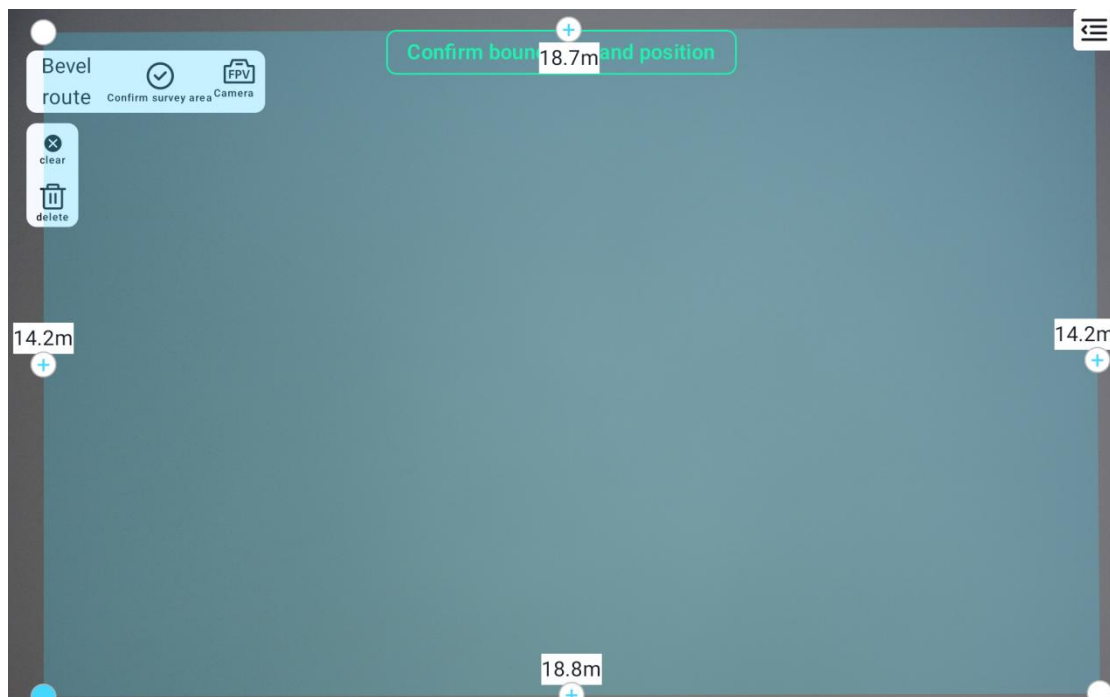 Confirm boun
18.7m
and position
Bevel
route
Confirm survey area
FPV
Camera
clear
delete
14.2m
14.2m
18.8m